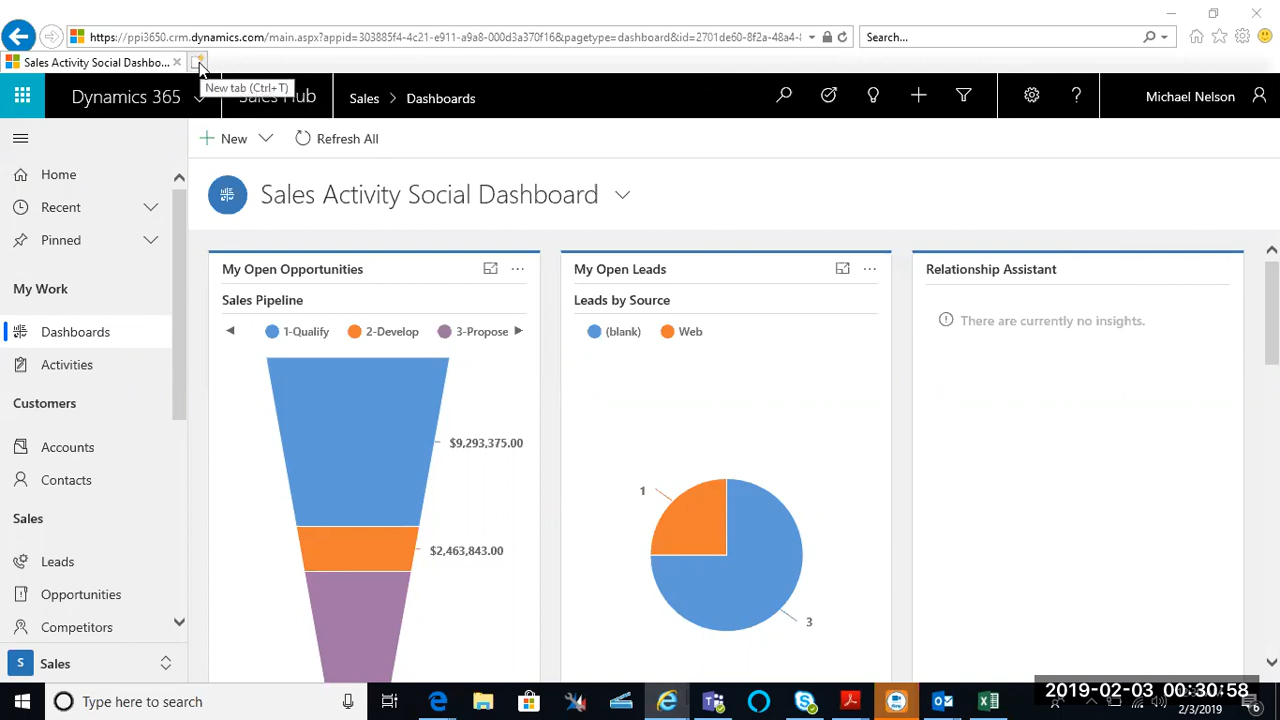 https://ppi3650.crm.dynamics.com/main.aspx?appid=303885f4-4c21-e911-a9a8-000d3a370f16&pagetype=dashboard&id=2701de60-8f2a-48a4-8
Search...
Sales Activity Social Dashbo...
New tab (Ctrl+T)
Dynamics 365
Sales Hub
Sales > Dashboards
Michael Nelson
New
Refresh All
Home
Recent
Pinned
My Work
Dashboards
Activities
Customers
Accounts
Contacts
Sales
Leads
Opportunities
Competitors
S Sales
Sales Activity Social Dashboard
My Open Opportunities
Sales Pipeline
1-Qualify 2-Develop 3-Propose
$9,293,375.00
$2,463,843.00
My Open Leads
Leads by Source
(blank) Web
1
3
Relationship Assistant
There are currently no insights.
Type here to search
2019-02-03 00:30:58
2/3/2019
6